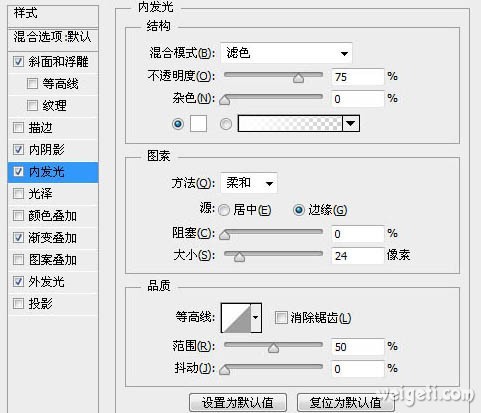 样式
混合选项:默认
斜面和浮雕
等高线
纹理
描边
内阴影
内发光
光泽
颜色叠加
渐变叠加
图案叠加
外发光
投影
内发光
结构
混合模式(B): 滤色
不透明度(O): 75 %
杂色(N): 0 %
图素
方法(Q): 柔和
源: 居中(E) 边缘(G)
阻塞(C): 0 %
大小(S): 24 像素
品质
等高线: 消除锯齿(L)
范围(R): 50 %
抖动(J): 0 %
设置为默认值 复位为默认值
weigeti.com